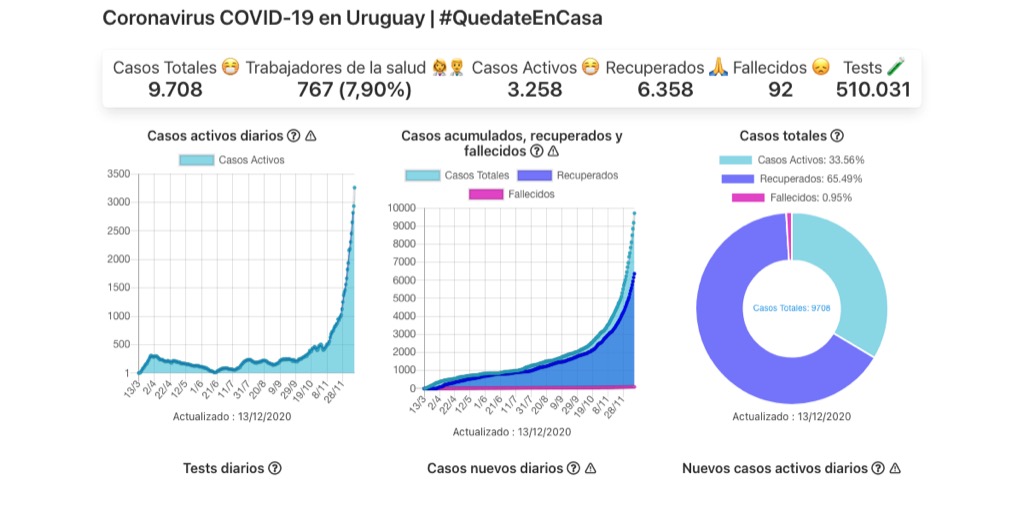 Coronavirus COVID-19 en Uruguay | #QuedateEnCasa
Casos Totales 😷 Trabajadores de la salud 👩‍⚕️👨‍⚕️ Casos Activos 😷 Recuperados 🙏 Fallecidos 😞 Tests 🧪
9.708 767 (7,90%) 3.258 6.358 92 510.031
Casos activos diarios
Casos Activos
3500
3000
2500
2000
1500
1000
500
1
13/3 2/4 22/4 12/5 1/6 21/6 11/7 31/7 20/8 9/9 29/9 19/10 8/11 28/11
Actualizado : 13/12/2020
Casos acumulados, recuperados y
fallecidos
Casos Totales Recuperados
Fallecidos
10000
9000
8000
7000
6000
5000
4000
3000
2000
1000
0
13/3 2/4 22/4 12/5 1/6 21/6 11/7 31/7 20/8 9/9 29/9 19/10 8/11 28/11
Actualizado : 13/12/2020
Casos totales
Casos Activos: 33.56%
Recuperados: 65.49%
Fallecidos: 0.95%
Casos Totales: 9708
Actualizado : 13/12/2020
Tests diarios
Casos nuevos diarios
Nuevos casos activos diarios